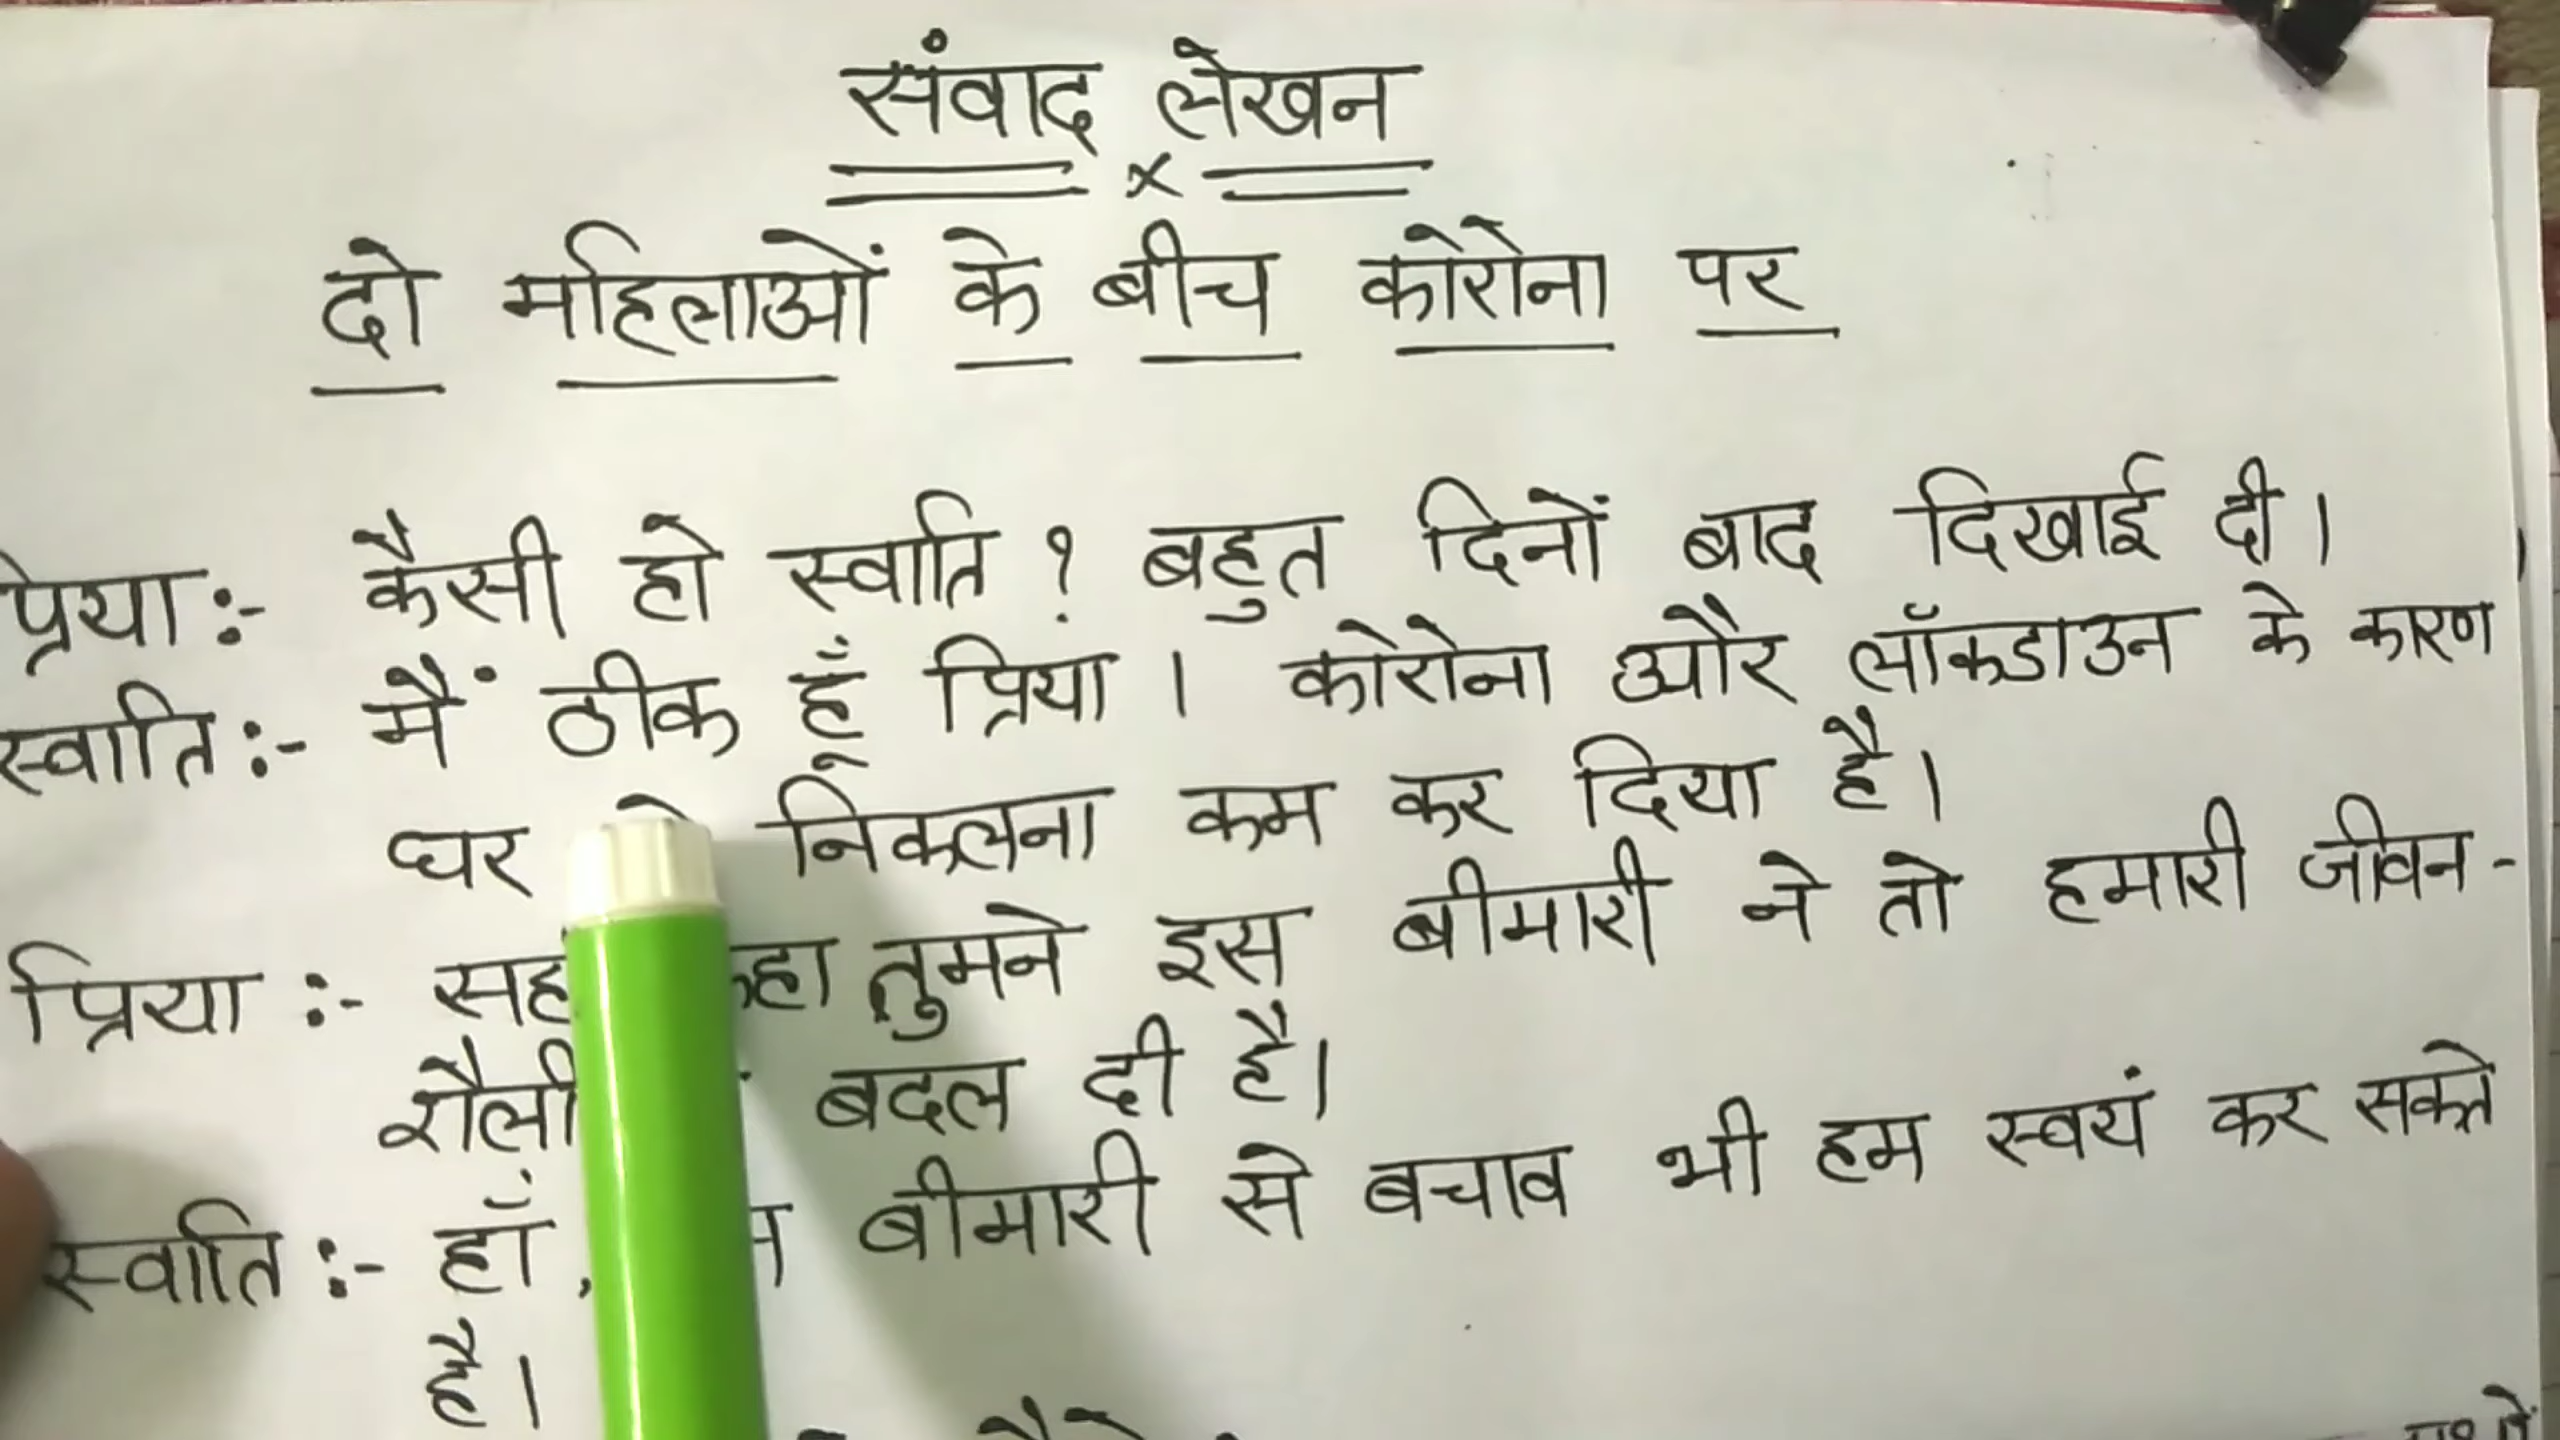 संवाद लेखन
x
दो महिलाओं के बीच कोरोना पर
प्रिया :- कैसी हो स्वाति ? बहुत दिनों बाद दिखाई दी ।
स्वाति :- मैं ठीक हूँ प्रिया । कोरोना और लॉकडाउन के कारण
घर निकलना कम कर दिया है ।
प्रिया :- तुमने इस बीमारी ने तो हमारी जीवन -
शैली बदल दी है ।
स्वाति :- हाँ , बीमारी से बचाव भी हम स्वयं कर सकते
है ।